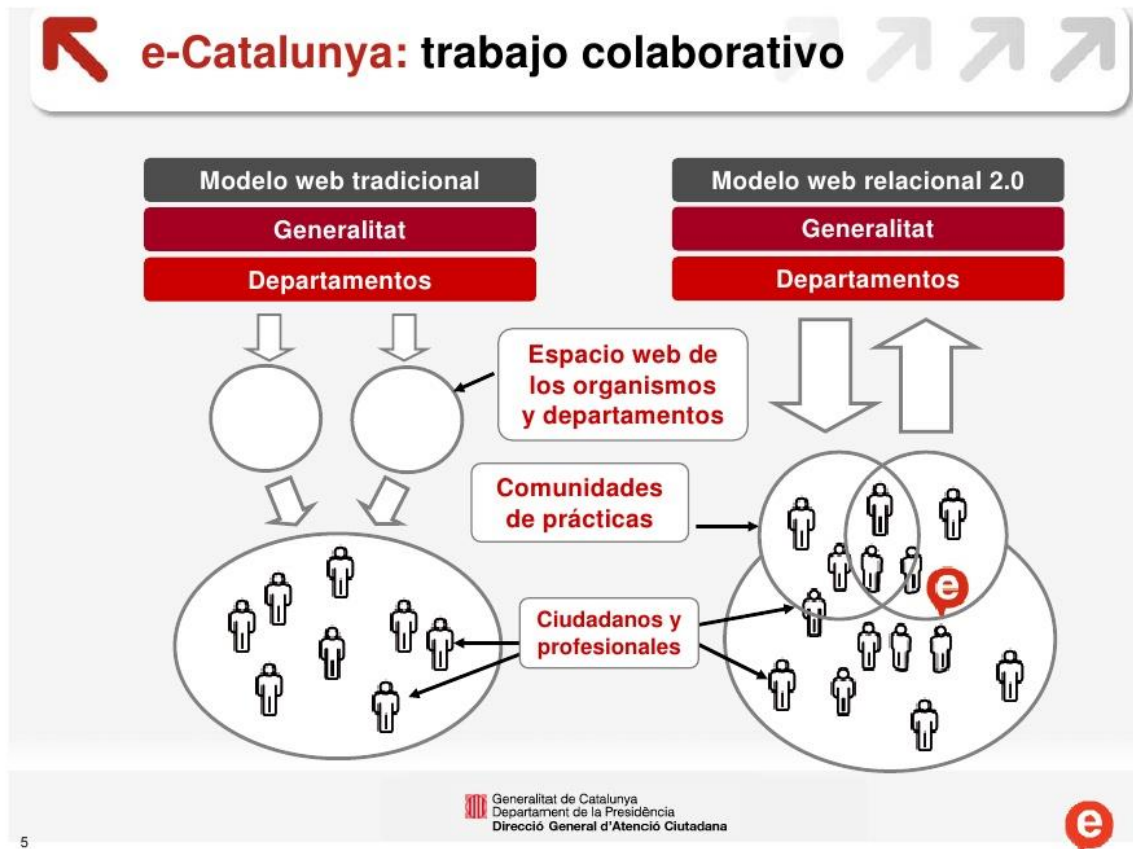 e-Catalunya: trabajo colaborativo
Modelo web tradicional
Generalitat
Departamentos
Modelo web relacional 2.0
Generalitat
Departamentos
Espacio web de
los organismos
y departamentos
Comunidades
de prácticas
Ciudadanos y
profesionales
e
Generalitat de Catalunya
Departament de la Presidència
Direcció General d'Atenció Ciutadana
e
5